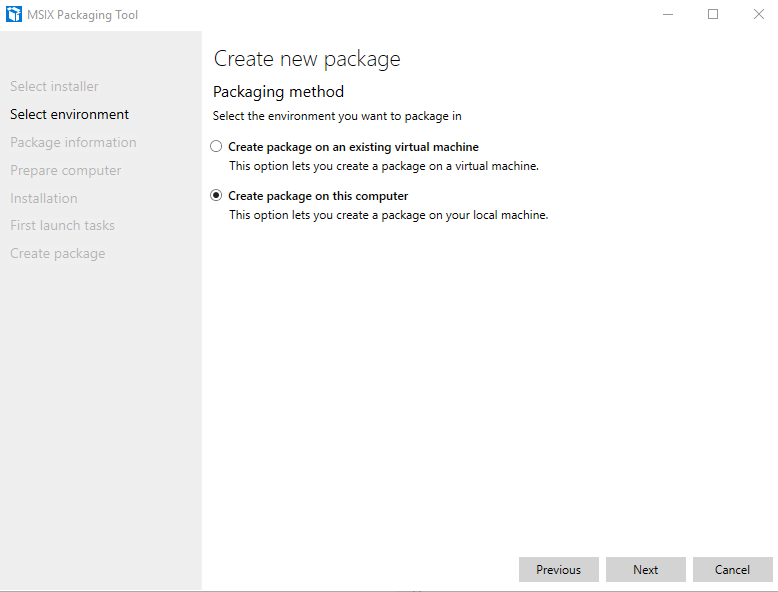 MSIX Packaging Tool
Select installer
Select environment
Package information
Prepare computer
Installation
First launch tasks
Create package
Create new package
Packaging method
Select the environment you want to package in
Create package on an existing virtual machine
This option lets you create a package on a virtual machine.
Create package on this computer
This option lets you create a package on your local machine.
Previous
Next
Cancel